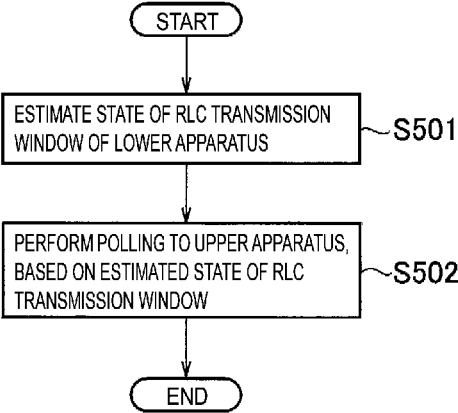 START
ESTIMATE STATE OF RLC TRANSMISSION
WINDOW OF LOWER APPARATUS
S501
PERFORM POLLING TO UPPER APPARATUS,
BASED ON ESTIMATED STATE OF RLC
TRANSMISSION WINDOW
S502
END